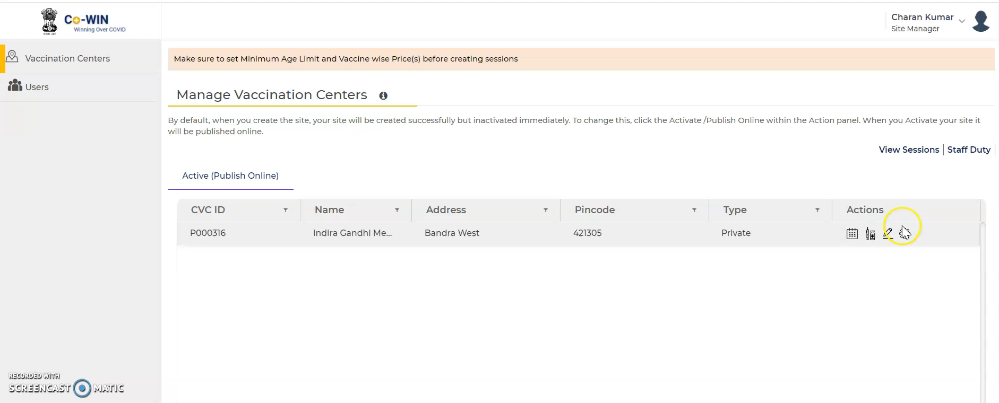 Co-WIN
Winning Over COVID
Charan Kumar
Site Manager
Vaccination Centers
Users
Make sure to set Minimum Age Limit and Vaccine wise Price(s) before creating sessions
Manage Vaccination Centers
By default, when you create the site, your site will be created successfully but inactivated immediately. To change this, click the Activate /Publish Online within the Action panel. When you Activate your site it
will be published online.
View Sessions | Staff Duty |
Active (Publish Online)
CVC ID Name Address Pincode Type Actions
P000316 Indira Gandhi Me... Bandra West 421305 Private
RECORDED WITH
SCREENCAST MATIC